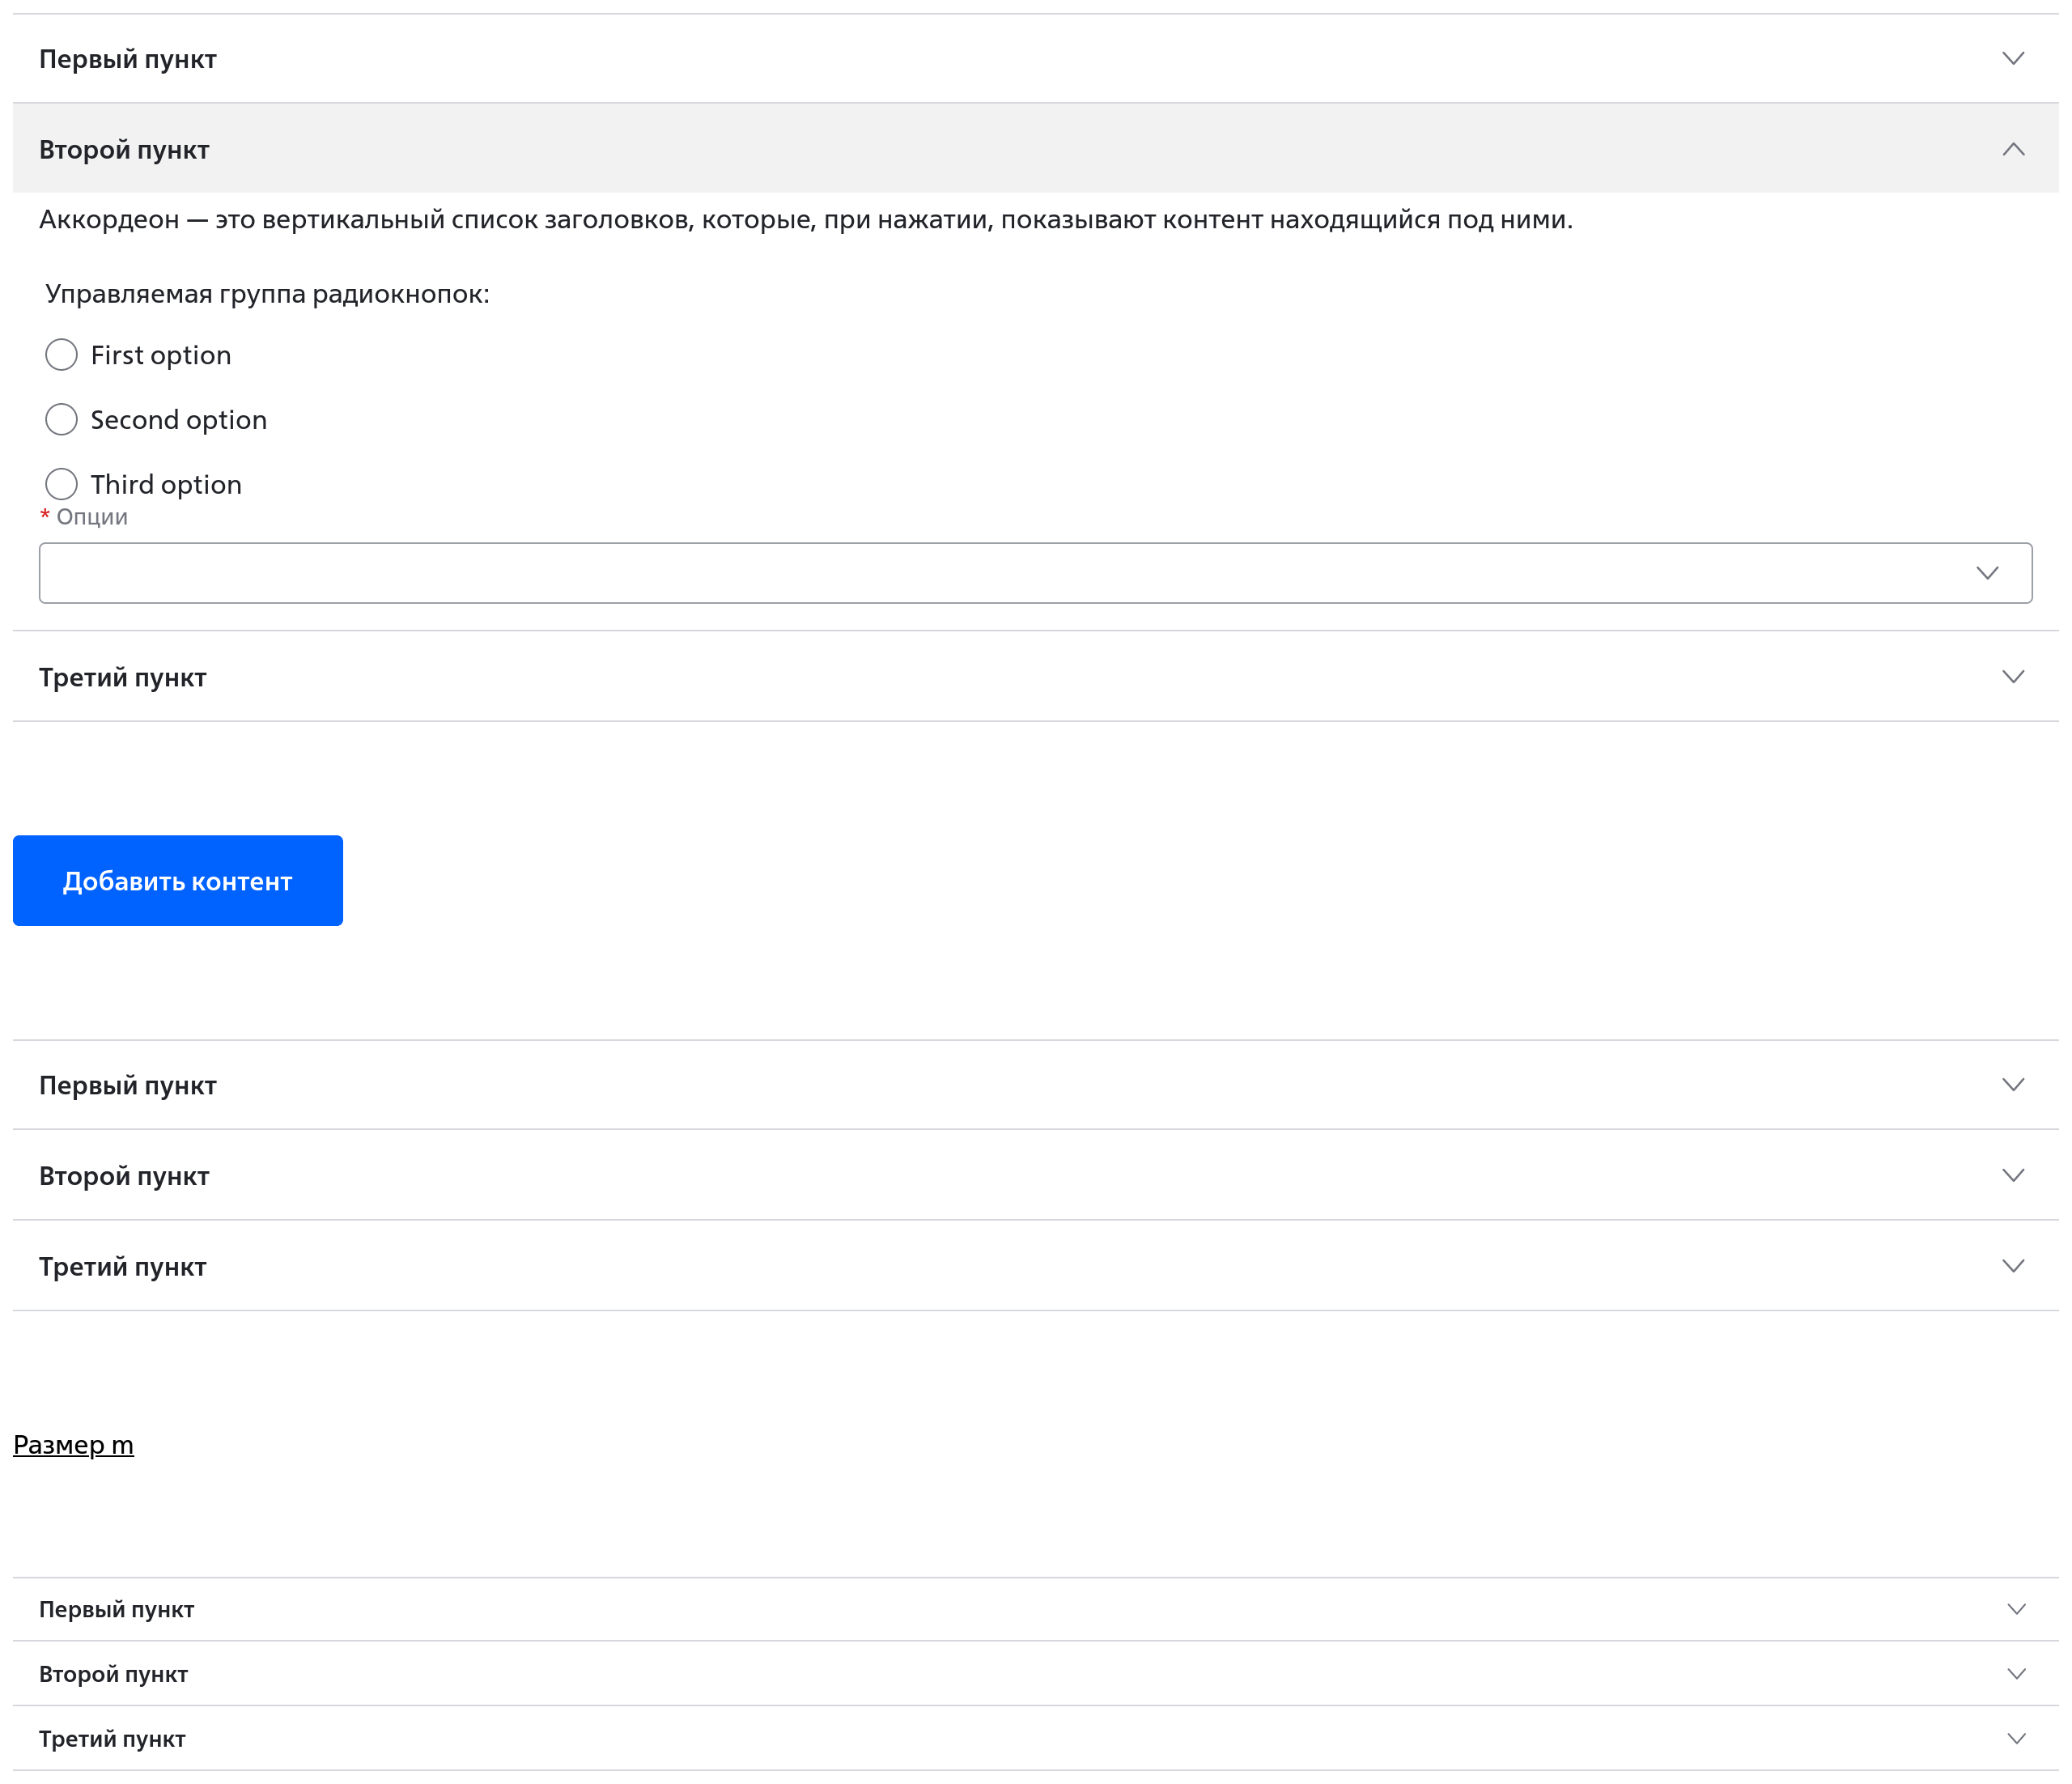 Первый пункт
Второй пункт
Аккордеон — это вертикальный список заголовков, которые, при нажатии, показывают контент находящийся под ними.
Управляемая группа радиокнопок:
First option
Second option
Third option
* Опции
Третий пункт
Добавить контент
Первый пункт
Второй пункт
Третий пункт
Размер m
Первый пункт
Второй пункт
Третий пункт